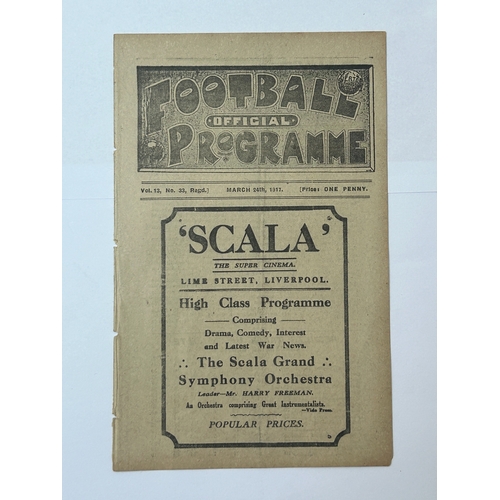 FOOTBALL
OFFICIAL
PROGRAMME
Vol. 13, No. 33, Regd.] MARCH 24th, 1917. [Price: ONE PENNY.
'SCALA'
THE SUPER CINEMA.
LIME STREET, LIVERPOOL.
High Class Programme
Comprising
Drama, Comedy, Interest
and Latest War News.
∴ The Scala Grand ∴
Symphony Orchestra
Leader—Mr. HARRY FREEMAN.
An Orchestra comprising Great Instrumentalists.
—Vide Press.
POPULAR PRICES.